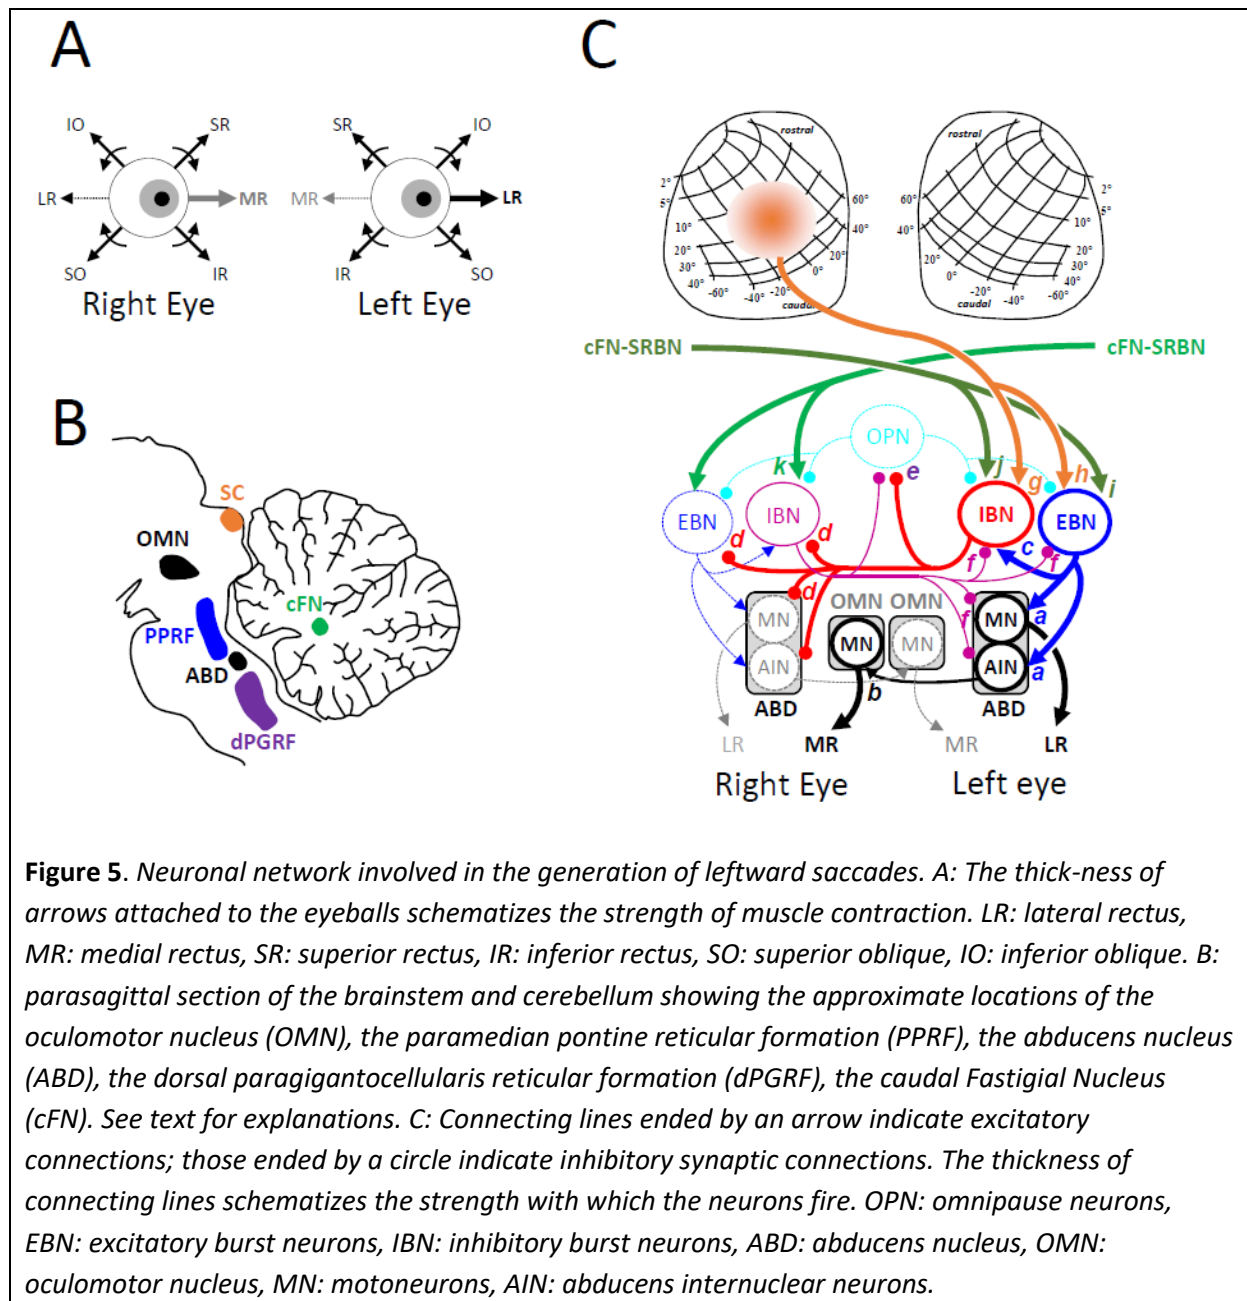 A
IO SR SR IO
LR MR MR LR
SO IR IR SO
Right Eye Left Eye
B
SC
OMN
cFN
PPRF
ABD
dPGRF
C
rostral rostral
2° 2°
5° 60° 60° 5°
10° 40° 40° 10°
20° 20° 20° 20°
30° 0° 0° 30°
40° -20° -20° 40°
-60° -40° -40° -60°
caudal caudal
cFN-SRBN cFN-SRBN
OPN
k e j g h i
EBN IBN IBN EBN
d d f c f
d OMN OMN f
MN MN MN MN a
AIN b AIN a
ABD ABD
LR MR MR LR
Right Eye Left eye
Figure 5. Neuronal network involved in the generation of leftward saccades. A: The thick-ness of
arrows attached to the eyeballs schematizes the strength of muscle contraction. LR: lateral rectus,
MR: medial rectus, SR: superior rectus, IR: inferior rectus, SO: superior oblique, IO: inferior oblique. B:
parasagittal section of the brainstem and cerebellum showing the approximate locations of the
oculomotor nucleus (OMN), the paramedian pontine reticular formation (PPRF), the abducens nucleus
(ABD), the dorsal paragigantocellularis reticular formation (dPGRF), the caudal Fastigial Nucleus
(cFN). See text for explanations. C: Connecting lines ended by an arrow indicate excitatory
connections; those ended by a circle indicate inhibitory synaptic connections. The thickness of
connecting lines schematizes the strength with which the neurons fire. OPN: omnipause neurons,
EBN: excitatory burst neurons, IBN: inhibitory burst neurons, ABD: abducens nucleus, OMN:
oculomotor nucleus, MN: motoneurons, AIN: abducens internuclear neurons.